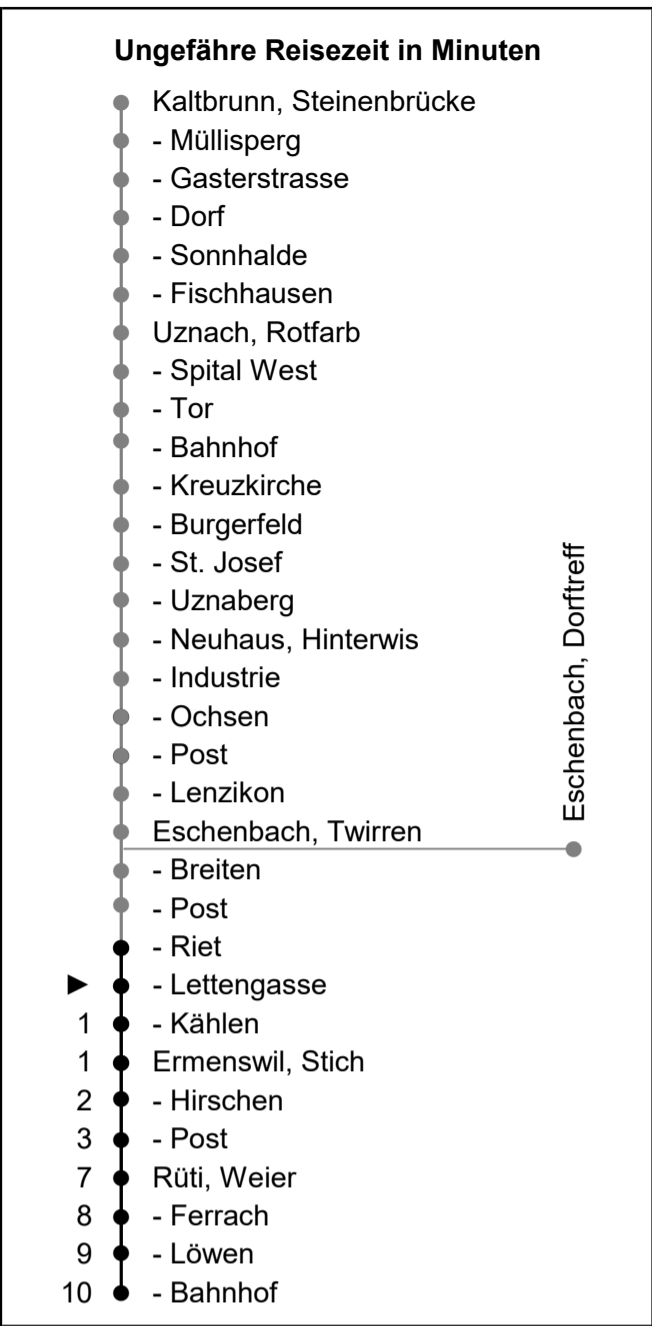 Ungefähre Reisezeit in Minuten
Kaltbrunn, Steinenbrücke
- Müllisperg
- Gasterstrasse
- Dorf
- Sonnhalde
- Fischhausen
Uznach, Rotfarb
- Spital West
- Tor
- Bahnhof
- Kreuzkirche
- Burgerfeld
- St. Josef
- Uznaberg
- Neuhaus, Hinterwis
- Industrie
- Ochsen
- Post
- Lenzikon
Eschenbach, Twirren
Eschenbach, Dorftreff
- Breiten
- Post
- Riet
► - Lettengasse
1 - Kählen
1 Ermenswil, Stich
2 - Hirschen
3 - Post
7 Rüti, Weier
8 - Ferrach
9 - Löwen
10 - Bahnhof